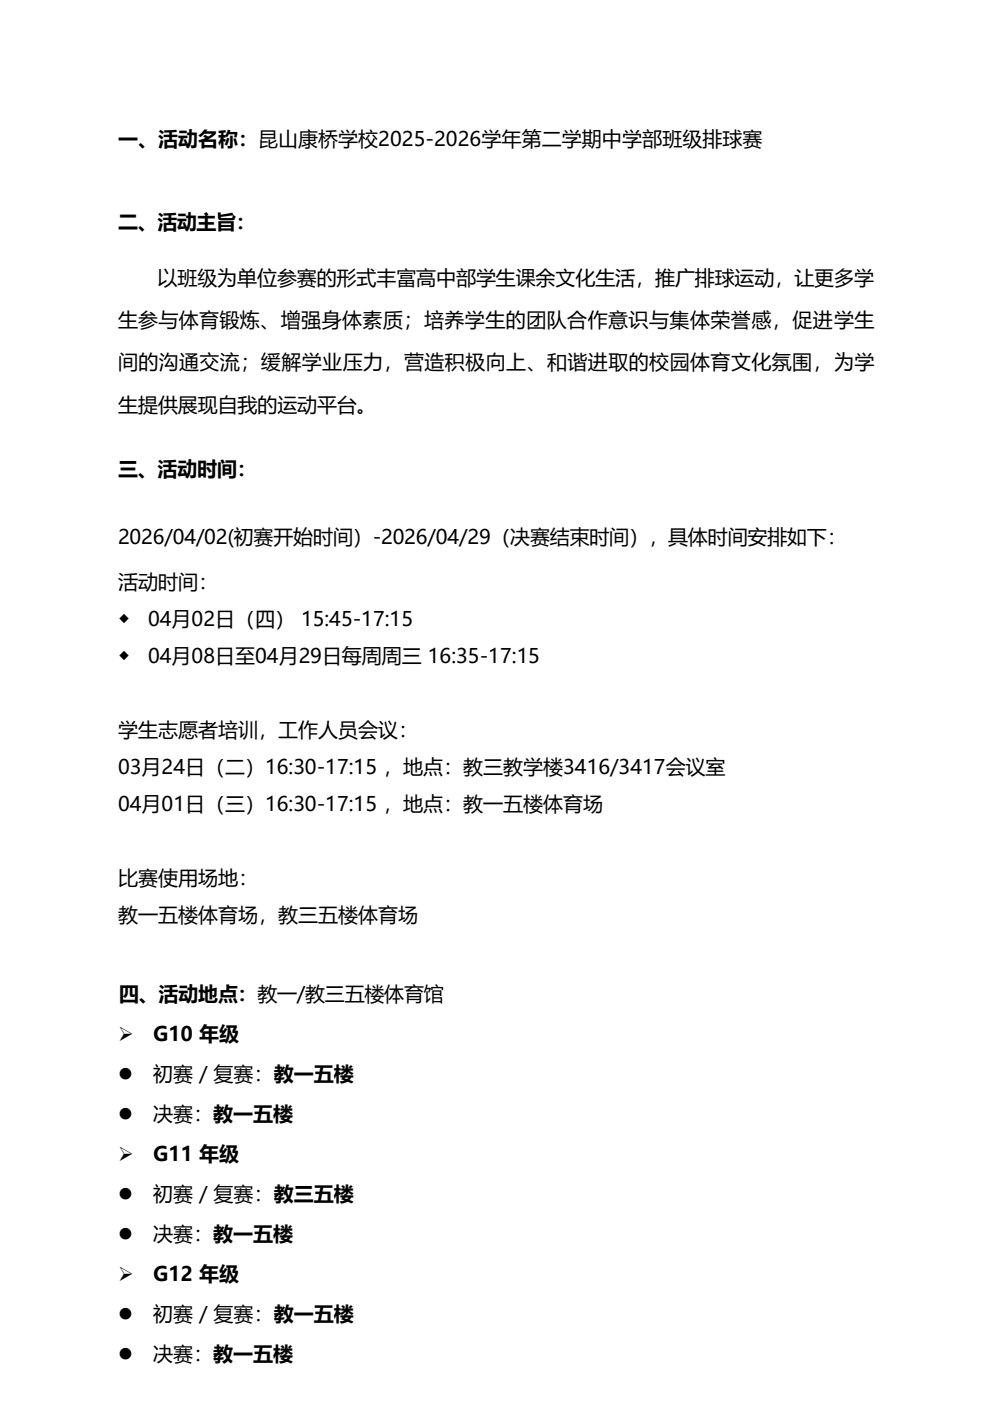 一、活动名称：昆山康桥学校2025-2026学年第二学期中学部班级排球赛
二、活动主旨：
以班级为单位参赛的形式丰富高中部学生课余文化生活，推广排球运动，让更多学
生参与体育锻炼、增强身体素质；培养学生的团队合作意识与集体荣誉感，促进学生
间的沟通交流；缓解学业压力，营造积极向上、和谐进取的校园体育文化氛围，为学
生提供展现自我的运动平台。
三、活动时间：
2026/04/02(初赛开始时间）-2026/04/29（决赛结束时间），具体时间安排如下：
活动时间：
◆ 04月02日（四） 15:45-17:15
◆ 04月08日至04月29日每周周三 16:35-17:15
学生志愿者培训，工作人员会议：
03月24日（二）16:30-17:15 ，地点：教三教学楼3416/3417会议室
04月01日（三）16:30-17:15 ，地点：教一五楼体育场
比赛使用场地：
教一五楼体育场，教三五楼体育场
四、活动地点：教一/教三五楼体育馆
➢ G10 年级
● 初赛 / 复赛：教一五楼
● 决赛：教一五楼
➢ G11 年级
● 初赛 / 复赛：教三五楼
● 决赛：教一五楼
➢ G12 年级
● 初赛 / 复赛：教一五楼
● 决赛：教一五楼